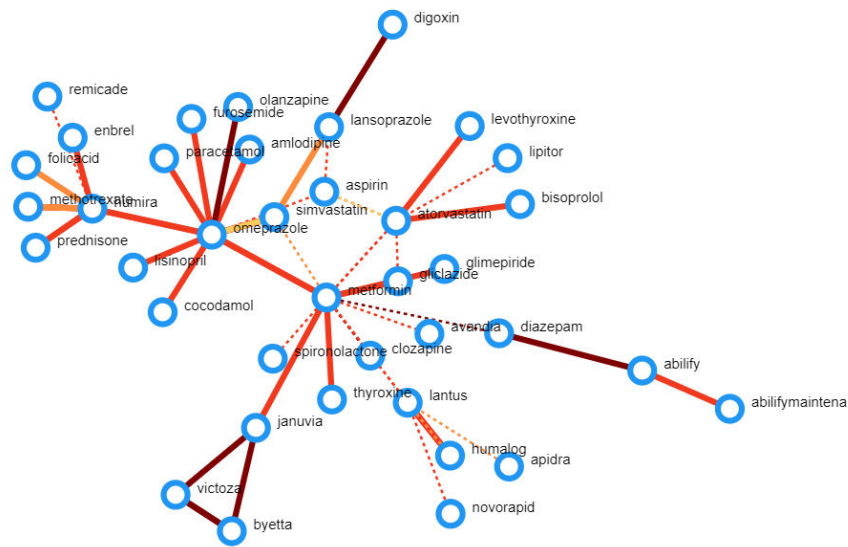 digoxin
remicade
olanzapine
furosemide
lansoprazole
levothyroxine
enbrel
amlodipine
paracetamol
lipitor
folicacid
aspirin
methotrexate
humira
simvastatin
atorvastatin
bisoprolol
omeprazole
prednisone
lisinopril
glimepiride
gliclazide
metformin
cocodamol
avandia
diazepam
spironolactone
clozapine
abilify
thyroxine
lantus
abilifymaintena
januvia
humalog
apidra
victoza
novorapid
byetta